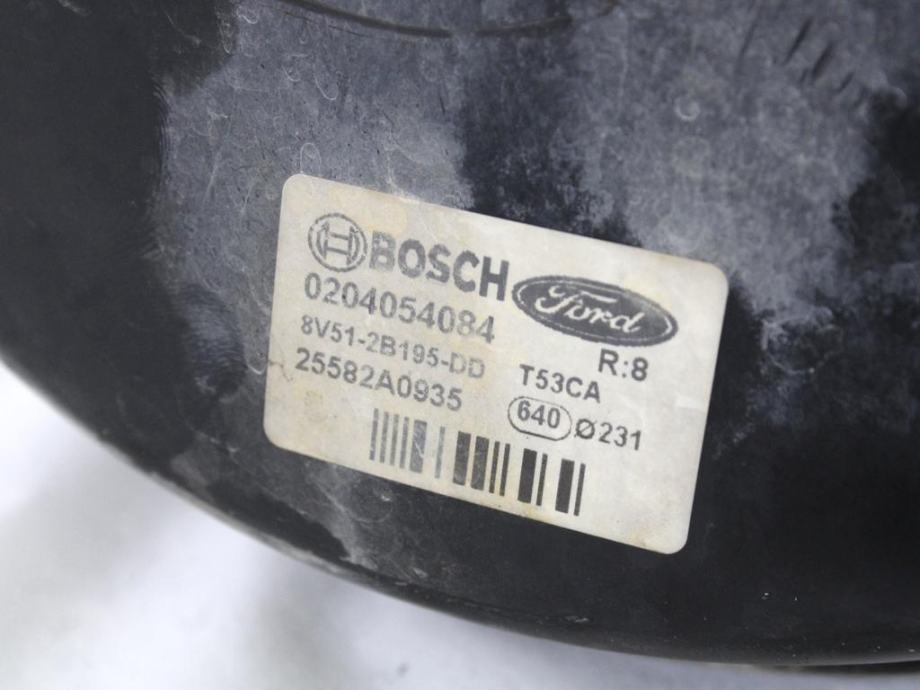 BOSCH
Ford
0204054084
8V51-2B195-DD
R:8
25582A0935
T53CA
640 Ø231